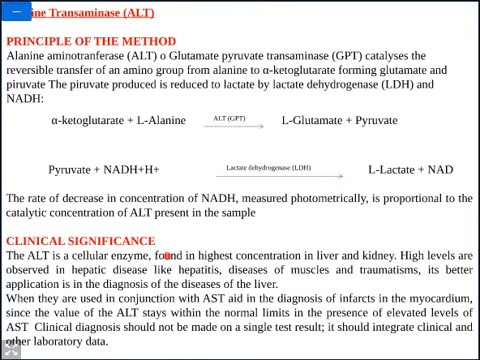 ine Transaminase (ALT)
PRINCIPLE OF THE METHOD
Alanine aminotranferase (ALT) o Glutamate pyruvate transaminase (GPT) catalyses the
reversible transfer of an amino group from alanine to α-ketoglutarate forming glutamate and
piruvate The piruvate produced is reduced to lactate by lactate dehydrogenase (LDH) and
NADH:
α-ketoglutarate + L-Alanine ALT (GPT) L-Glutamate + Pyruvate
Pyruvate + NADH+H+ Lactate dehydrogenase (LDH) L-Lactate + NAD
The rate of decrease in concentration of NADH, measured photometrically, is proportional to the
catalytic concentration of ALT present in the sample
CLINICAL SIGNIFICANCE
The ALT is a cellular enzyme, found in highest concentration in liver and kidney. High levels are
observed in hepatic disease like hepatitis, diseases of muscles and traumatisms, its better
application is in the diagnosis of the diseases of the liver.
When they are used in conjunction with AST aid in the diagnosis of infarcts in the myocardium,
since the value of the ALT stays within the normal limits in the presence of elevated levels of
AST Clinical diagnosis should not be made on a single test result; it should integrate clinical and
other laboratory data.